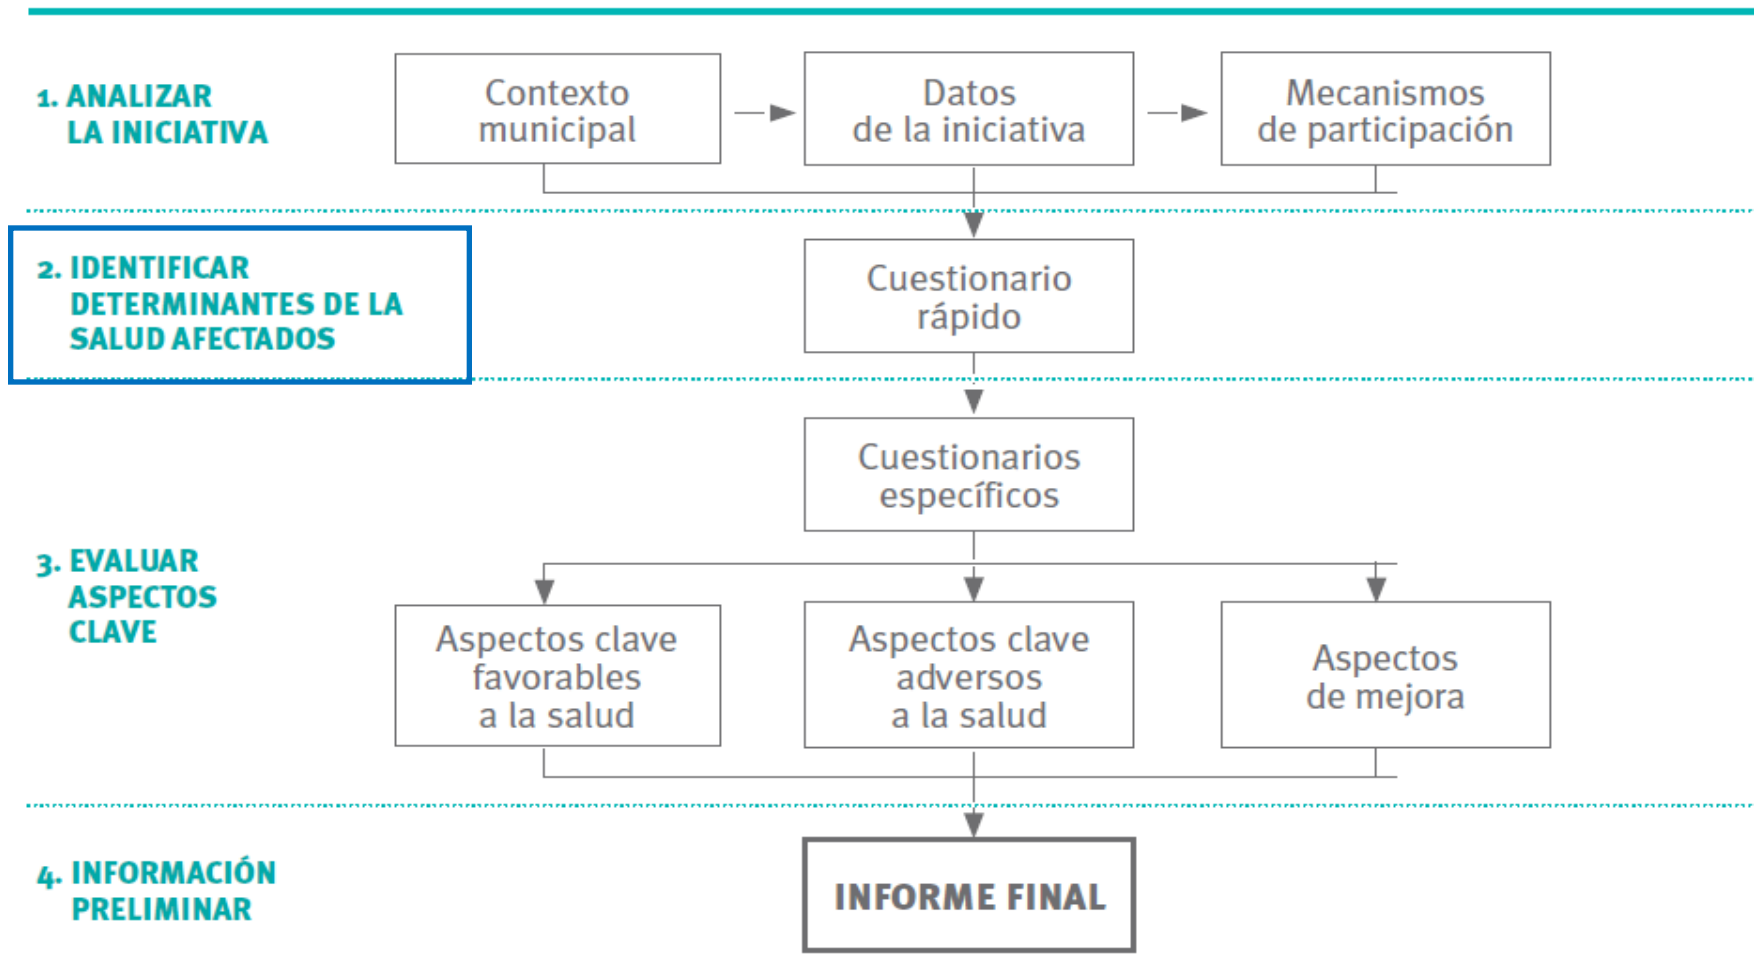 1. ANALIZAR
LA INICIATIVA
Contexto
municipal
Datos
de la iniciativa
Mecanismos
de participación
2. IDENTIFICAR
DETERMINANTES DE LA
SALUD AFECTADOS
Cuestionario
rápido
Cuestionarios
específicos
3. EVALUAR
ASPECTOS
CLAVE
Aspectos clave
favorables
a la salud
Aspectos clave
adversos
a la salud
Aspectos
de mejora
4. INFORMACIÓN
PRELIMINAR
INFORME FINAL